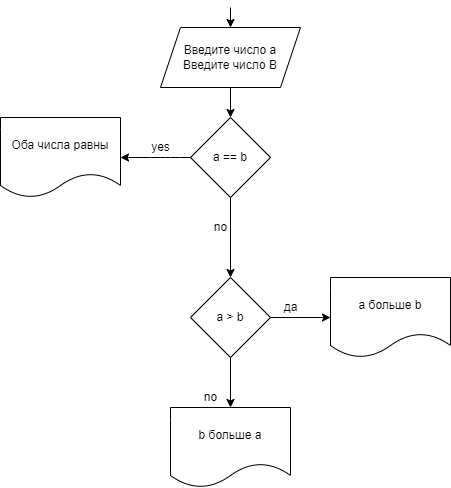 Введите число а
Введите число В
yes
Оба числа равны
a == b
no
a > b
да
а больше b
no
b больше а